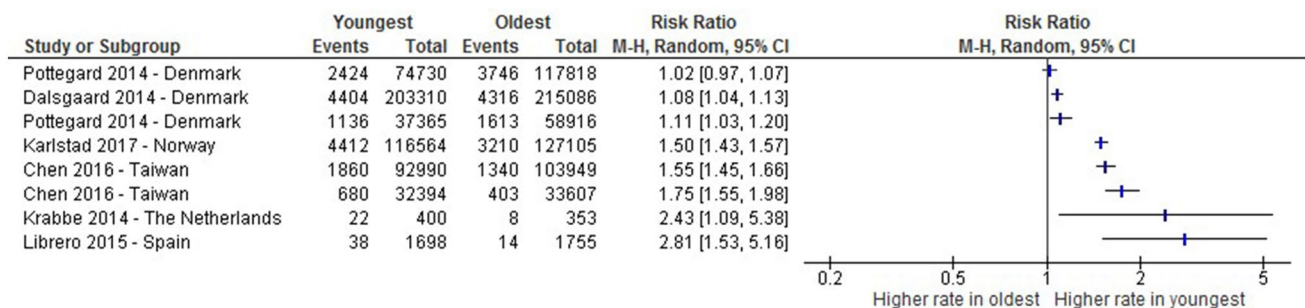 Youngest Oldest Risk Ratio Risk Ratio
Study or Subgroup Events Total Events Total M-H, Random, 95% CI M-H, Random, 95% CI
Pottegard 2014 - Denmark 2424 74730 3746 117818 1.02 [0.97, 1.07]
Dalsgaard 2014 - Denmark 4404 203310 4316 215086 1.08 [1.04, 1.13]
Pottegard 2014 - Denmark 1136 37365 1613 58916 1.11 [1.03, 1.20]
Karlstad 2017 - Norway 4412 116564 3210 127105 1.50 [1.43, 1.57]
Chen 2016 - Taiwan 1860 92990 1340 103949 1.55 [1.45, 1.66]
Chen 2016 - Taiwan 680 32394 403 33607 1.75 [1.55, 1.98]
Krabbe 2014 - The Netherlands 22 400 8 353 2.43 [1.09, 5.38]
Librero 2015 - Spain 38 1698 14 1755 2.81 [1.53, 5.16]
0.2 0.5 1 2 5
Higher rate in oldest Higher rate in youngest